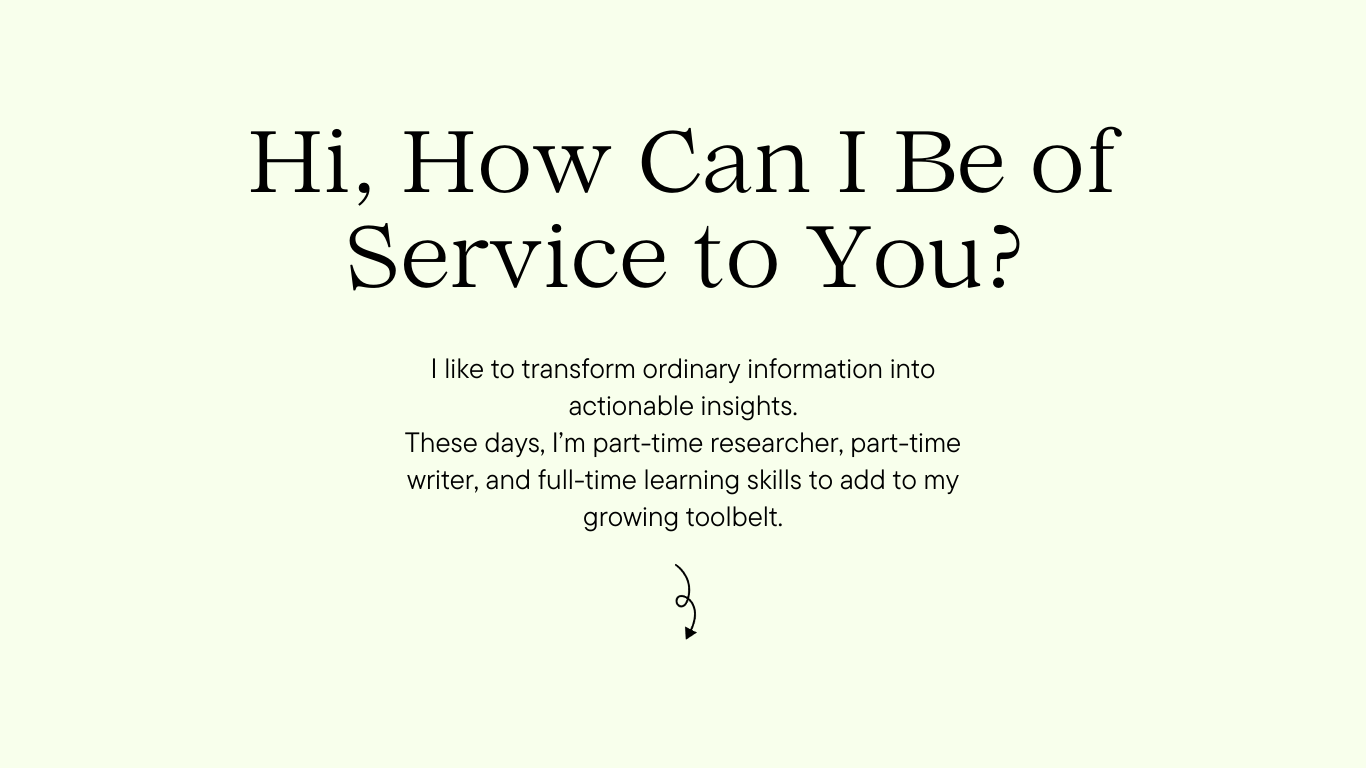 Hi, How Can I Be of
Service to You?
I like to transform ordinary information into
actionable insights.
These days, I’m part-time researcher, part-time
writer, and full-time learning skills to add to my
growing toolbelt.